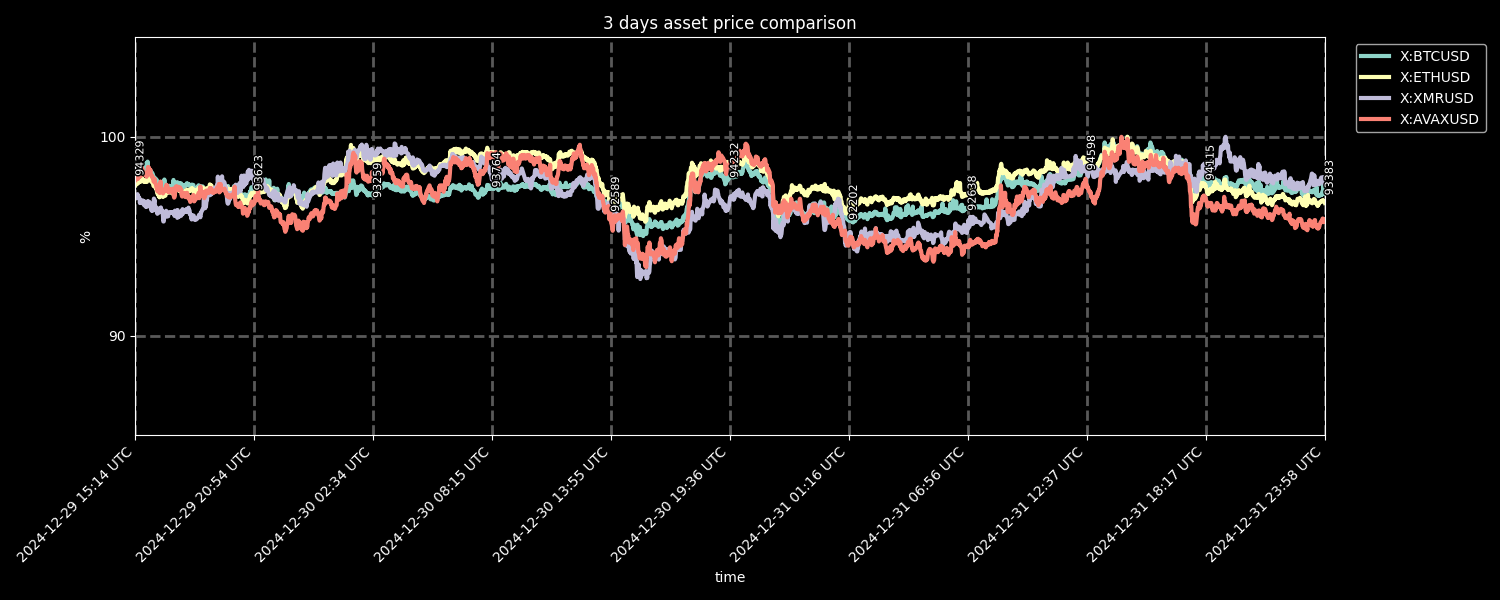 3 days asset price comparison
X:BTCUSD
X:ETHUSD
X:XMRUSD
X:AVAXUSD
100
90
%
94329
93623
93259
93764
92589
94232
92202
92638
94598
94115
93383
2024-12-29 15:14 UTC
2024-12-29 20:54 UTC
2024-12-30 02:34 UTC
2024-12-30 08:15 UTC
2024-12-30 13:55 UTC
2024-12-30 19:36 UTC
2024-12-31 01:16 UTC
2024-12-31 06:56 UTC
2024-12-31 12:37 UTC
2024-12-31 18:17 UTC
2024-12-31 23:58 UTC
time